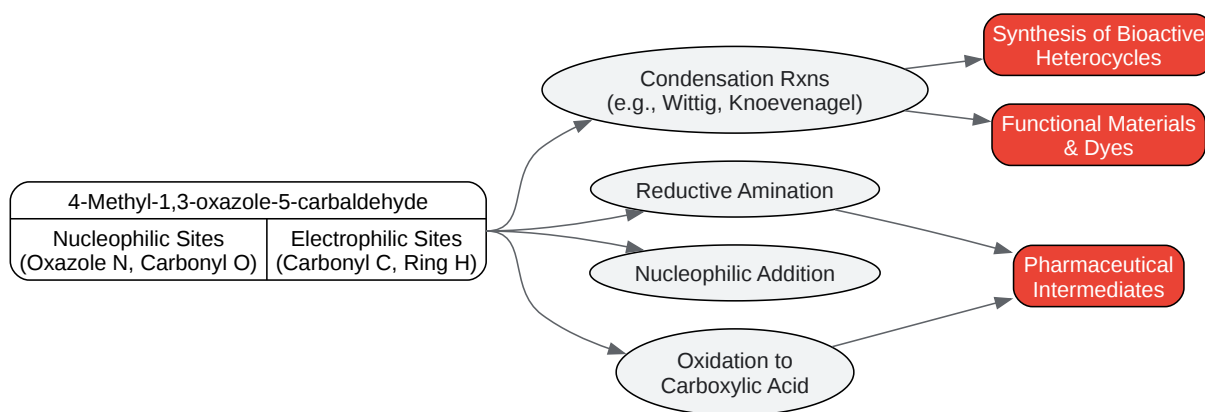 4-Methyl-1,3-oxazole-5-carbaldehyde
Nucleophilic Sites
(Oxazole N, Carbonyl O)
Electrophilic Sites
(Carbonyl C, Ring H)
Condensation Rxns
(e.g., Wittig, Knoevenagel)
Reductive Amination
Nucleophilic Addition
Oxidation to
Carboxylic Acid
Synthesis of Bioactive
Heterocycles
Functional Materials
& Dyes
Pharmaceutical
Intermediates